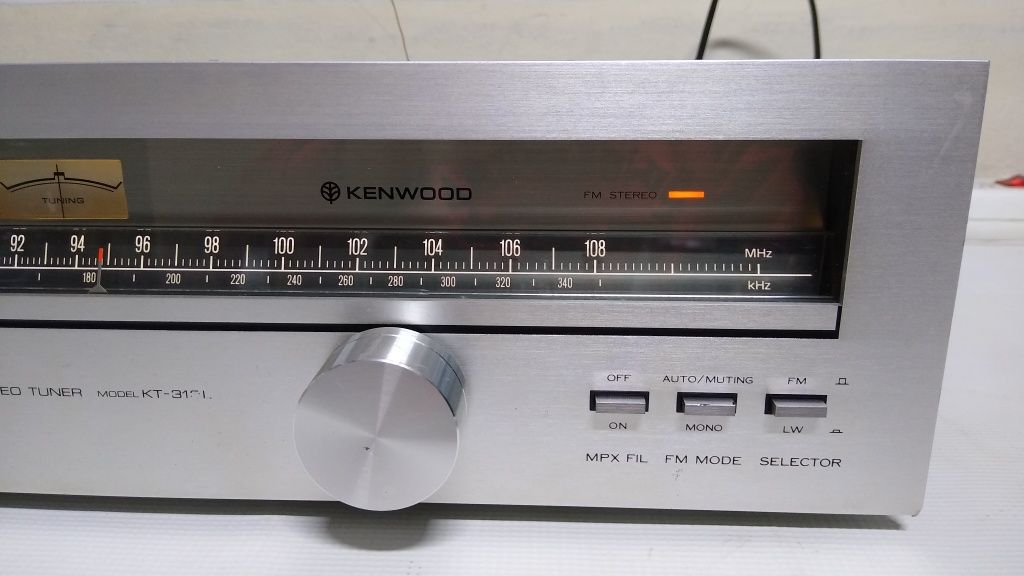 TUNING
KENWOOD
FM STEREO
92 94 96 98 100 102 104 106 108 MHz
180 200 220 240 260 280 300 320 340 kHz
EO TUNER MODEL
OFF AUTO/MUTING FM
ON MONO LW
MPX FIL FM MODE SELECTOR